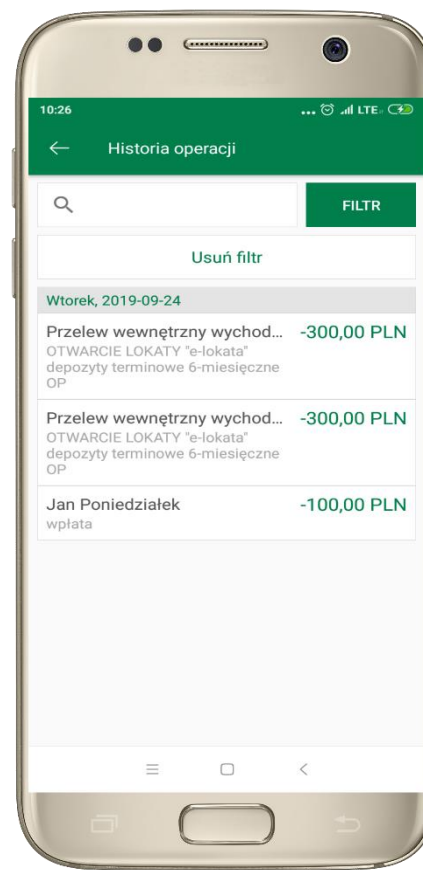 10:26
LTE
Historia operacji
FILTR
Usuń filtr
Wtorek, 2019-09-24
Przelew wewnętrzny wychod... -300,00 PLN
OTWARCIE LOKATY "e-lokata"
depozyty terminowe 6-miesięczne
OP
Przelew wewnętrzny wychod... -300,00 PLN
OTWARCIE LOKATY "e-lokata"
depozyty terminowe 6-miesięczne
OP
Jan Poniedziałek -100,00 PLN
wpłata